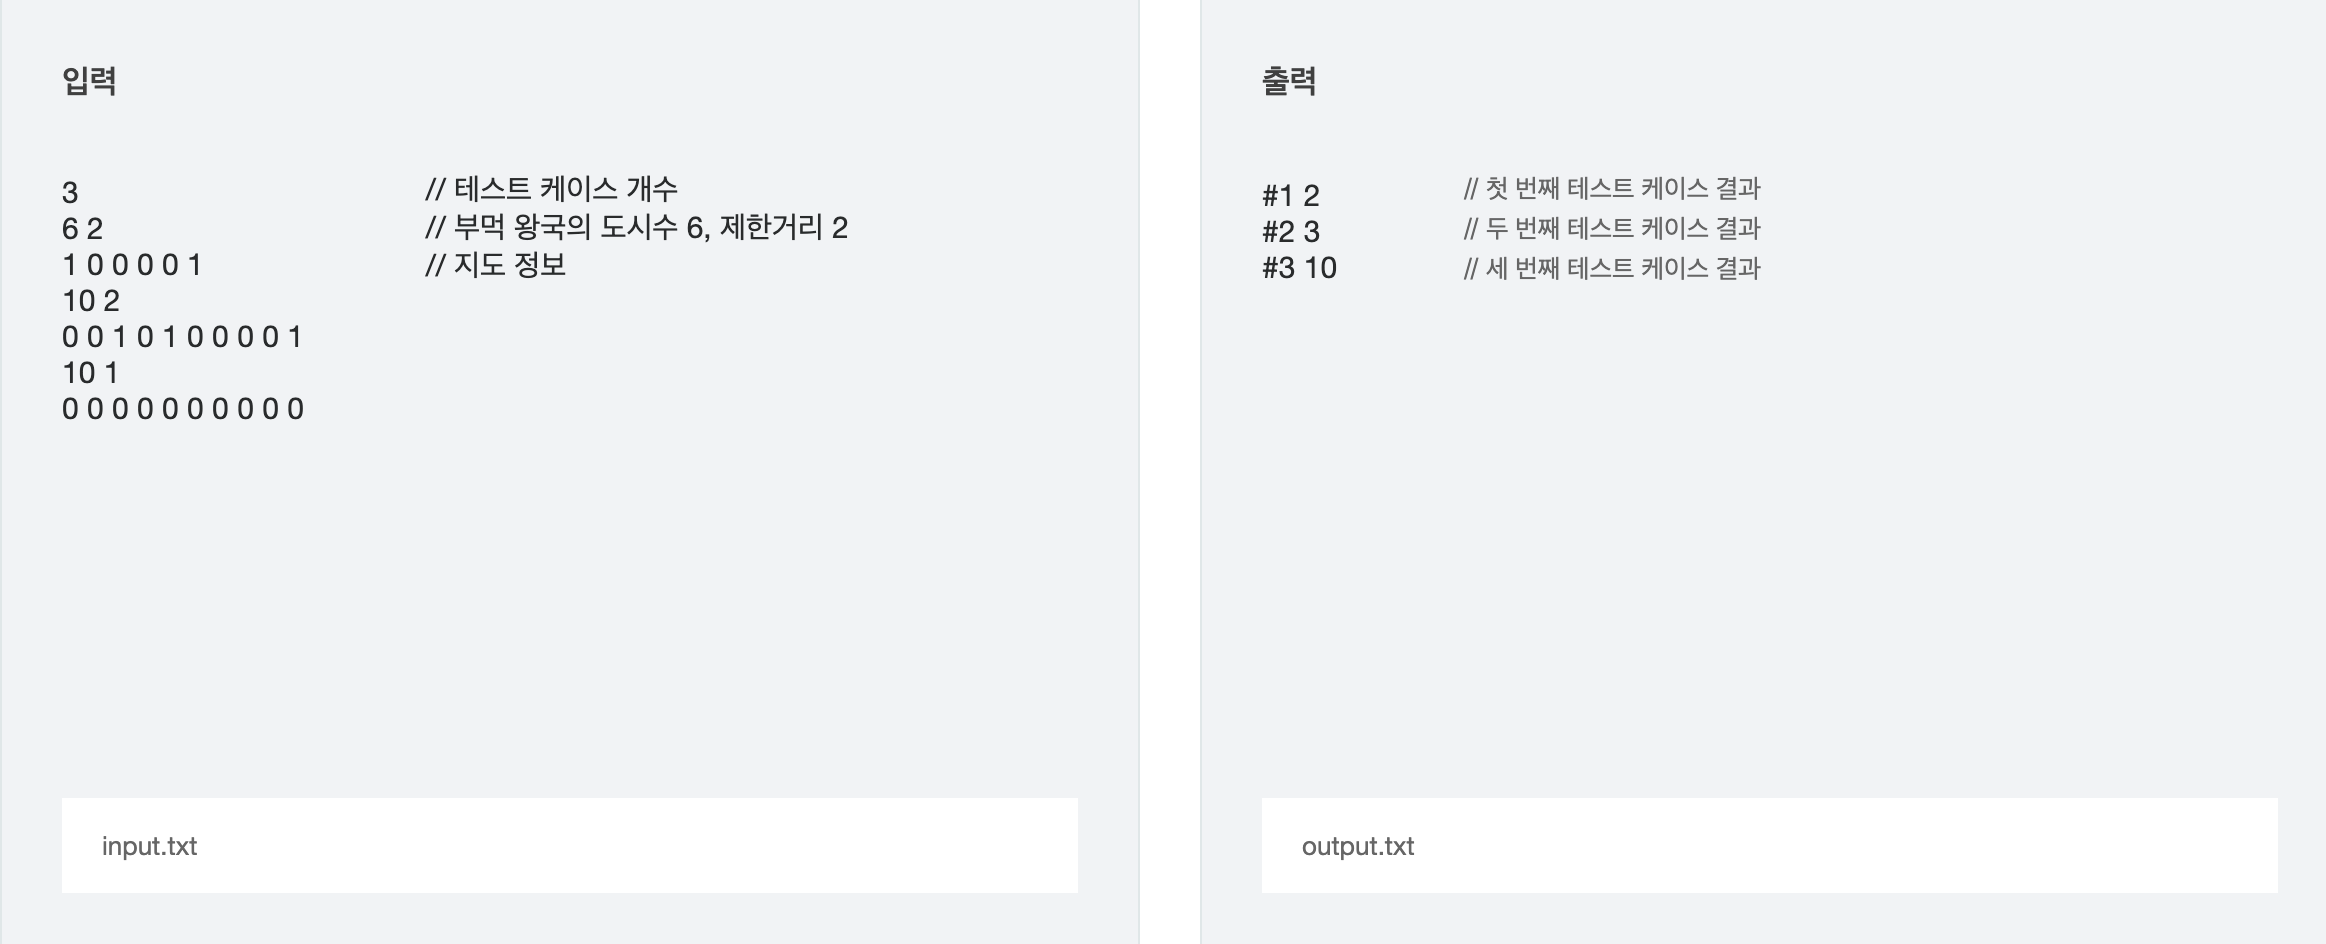 입력
3 // 테스트 케이스 개수
6 2 // 부먹 왕국의 도시수 6, 제한거리 2
1 0 0 0 0 1 // 지도 정보
10 2
0 0 1 0 1 0 0 0 0 1
10 1
0 0 0 0 0 0 0 0 0 0
input.txt
출력
#1 2 // 첫 번째 테스트 케이스 결과
#2 3 // 두 번째 테스트 케이스 결과
#3 10 // 세 번째 테스트 케이스 결과
output.txt